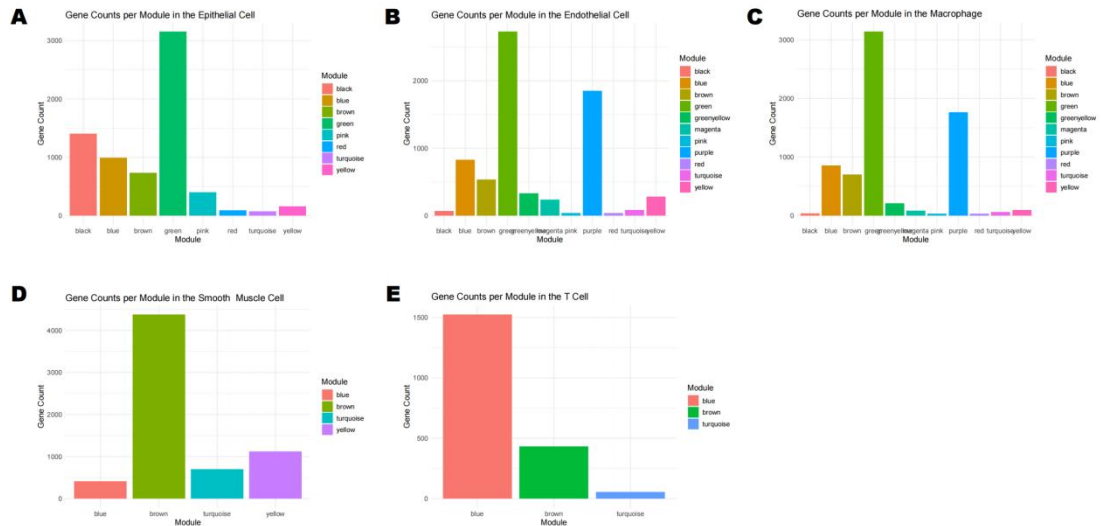 A
Gene Counts per Module in the Epithelial Cell
3000
2000
1000
0
Gene Count
black blue brown green pink red turquoise yellow
Module
Module
black
blue
brown
green
pink
red
turquoise
yellow
B
Gene Counts per Module in the Endothelial Cell
2000
1000
0
Gene Count
black blue brown green greenyellow magenta pink purple red turquoise yellow
Module
Module
black
blue
brown
green
greenyellow
magenta
pink
purple
red
turquoise
yellow
C
Gene Counts per Module in the Macrophage
3000
2000
1000
0
Gene Count
black blue brown green greenyellow magenta pink purple red turquoise yellow
Module
Module
black
blue
brown
green
greenyellow
magenta
pink
purple
red
turquoise
yellow
D
Gene Counts per Module in the Smooth Muscle Cell
4000
3000
2000
1000
0
Gene Count
blue brown turquoise yellow
Module
Module
blue
brown
turquoise
yellow
E
Gene Counts per Module in the T Cell
1500
1000
500
0
Gene Count
blue brown turquoise
Module
Module
blue
brown
turquoise